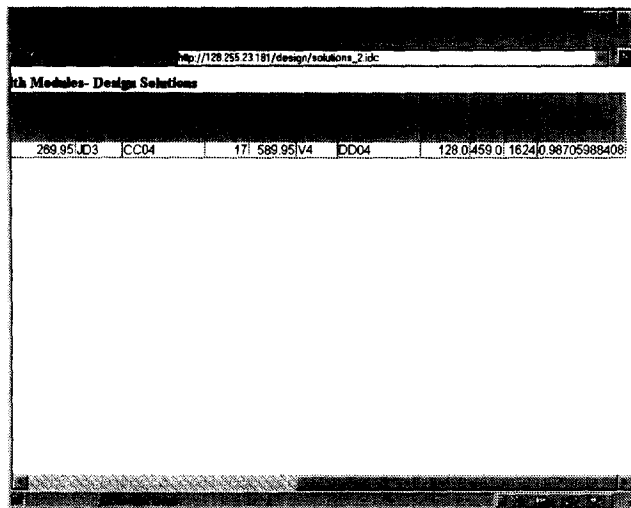 http://128.255.23.181/design/solutions_2.idc
th Modules- Design Solutions
269.95 JD3 CC04 17 589.95 V4 DD04 128.0 459.0 1624 0.98705988408